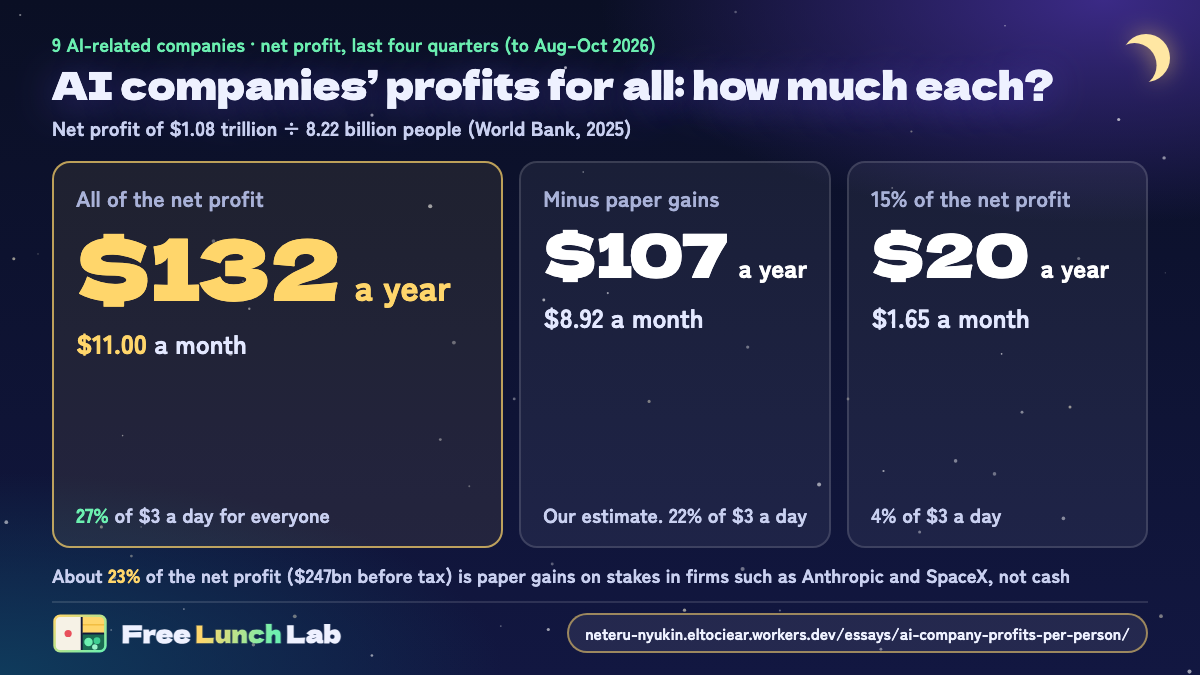 9 AI-related companies · net profit, last four quarters (to Aug–Oct 2026)
AI companies’ profits for all: how much each?
Net profit of $1.08 trillion ÷ 8.22 billion people (World Bank, 2025)
All of the net profit
$132 a year
$11.00 a month
27% of $3 a day for everyone
Minus paper gains
$107 a year
$8.92 a month
Our estimate. 22% of $3 a day
15% of the net profit
$20 a year
$1.65 a month
4% of $3 a day
About 23% of the net profit ($247bn before tax) is paper gains on stakes in firms such as Anthropic and SpaceX, not cash
Free Lunch Lab
neteru-nyukin.eltociear.workers.dev/essays/ai-company-profits-per-person/